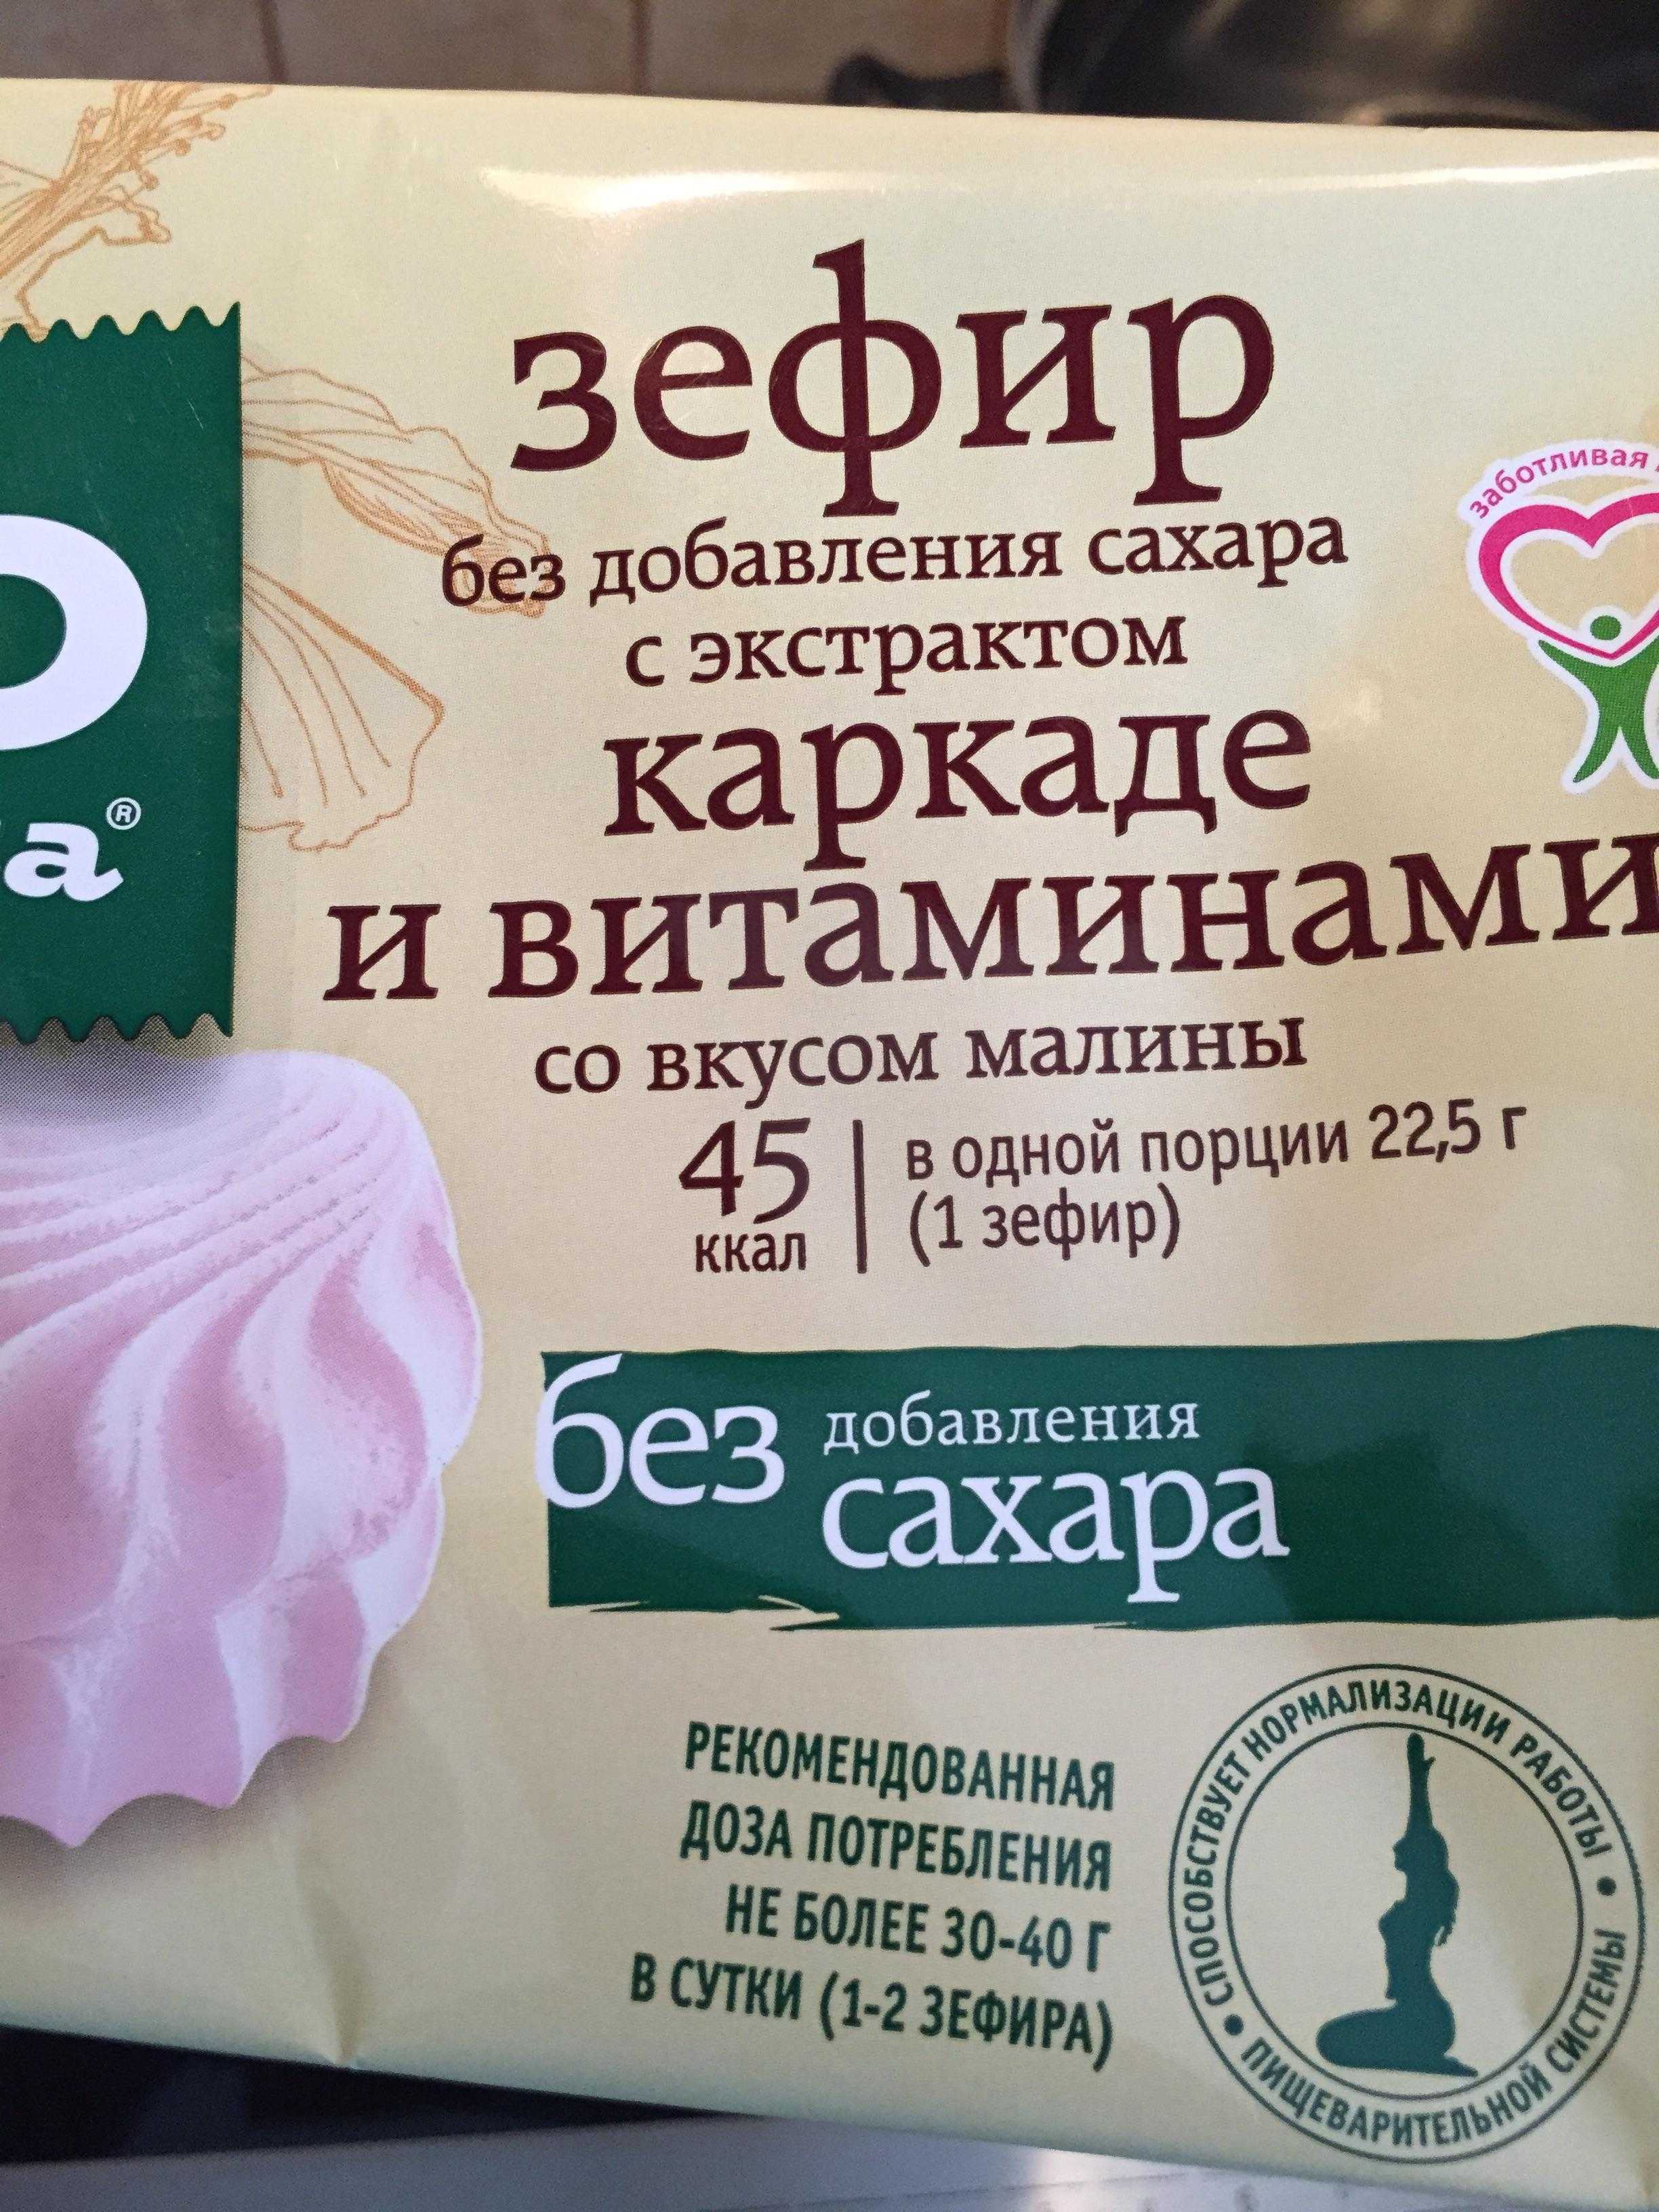 зефир
без добавления сахара
с экстрактом
каркаде
и витаминами
со вкусом малины
45
ккал
в одной порции 22,5 г
(1 зефир)
заботливая
®
без добавления
сахара
РЕКОМЕНДОВАННАЯ
ДОЗА ПОТРЕБЛЕНИЯ
НЕ БОЛЕЕ 30-40 Г
В СУТКИ (1-2 ЗЕФИРА)
• СПОСОБСТВУЕТ НОРМАЛИЗАЦИИ РАБОТЫ •
ПИЩЕВАРИТЕЛЬНОЙ СИСТЕМЫ